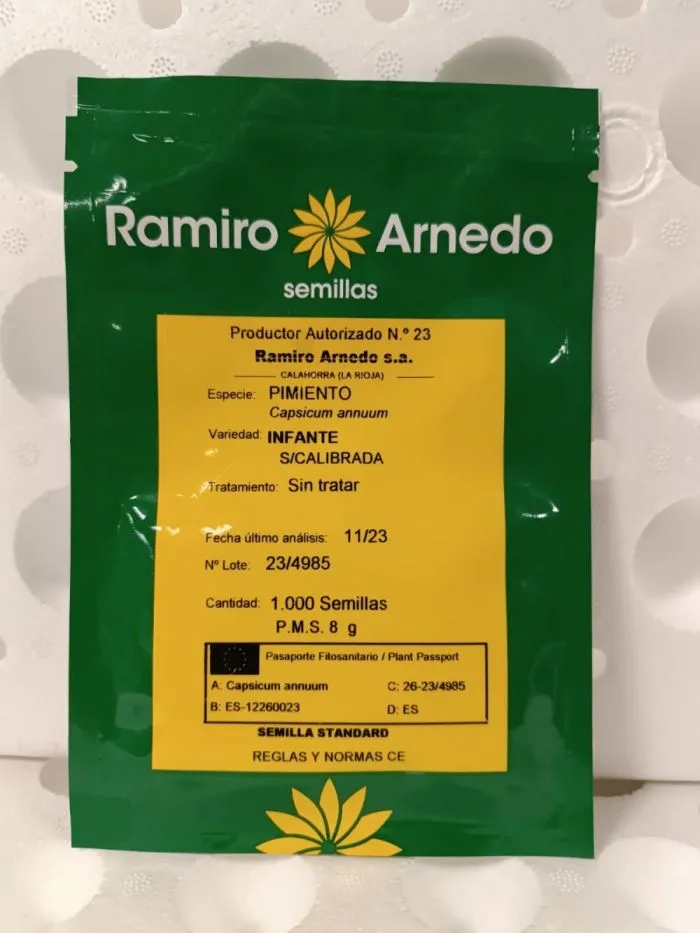 Ramiro Arnedo
semillas
Productor Autorizado N.º 23
Ramiro Arnedo s.a.
CALAHORRA (LA RIOJA)
Especie: PIMIENTO
Capsicum annuum
Variedad: INFANTE
S/CALIBRADA
Tratamiento: Sin tratar
Fecha último análisis: 11/23
Nº Lote: 23/4985
Cantidad: 1.000 Semillas
P.M.S. 8 g
Pasaporte Fitosanitario / Plant Passport
A: Capsicum annuum C: 26-23/4985
B: ES-12260023 D: ES
SEMILLA STANDARD
REGLAS Y NORMAS CE